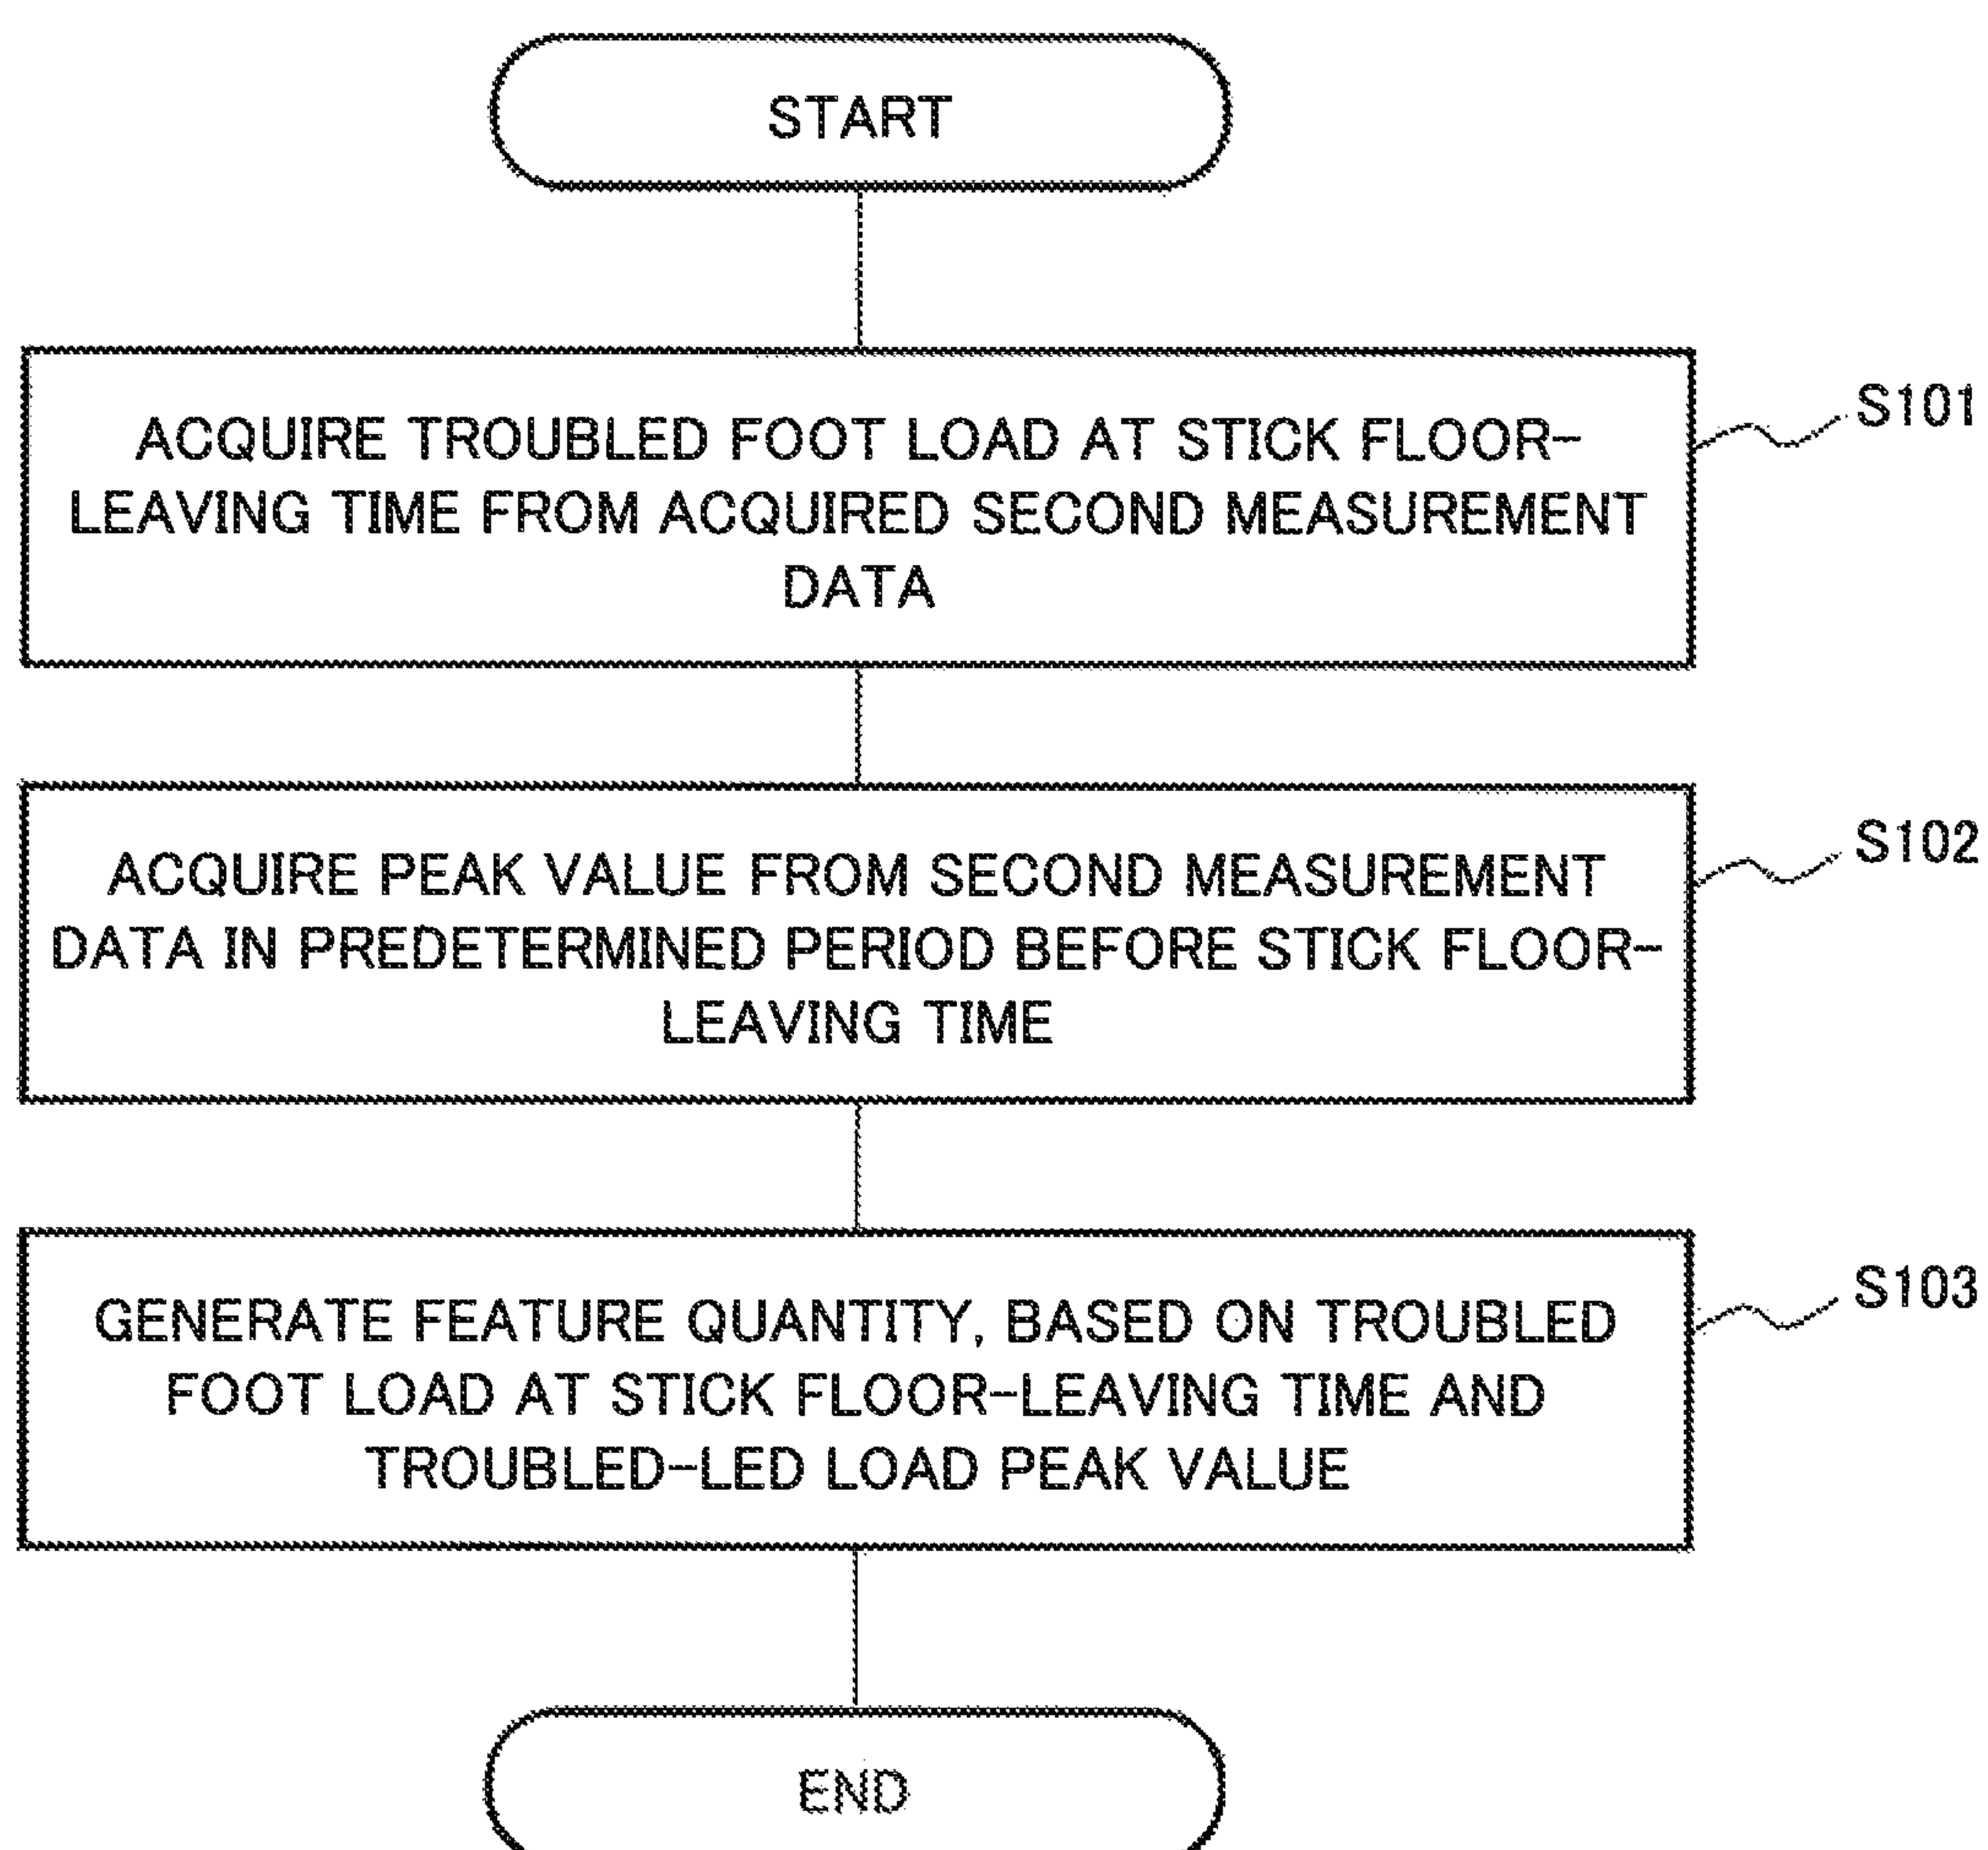 START
ACQUIRE TROUBLED FOOT LOAD AT STICK FLOOR-
LEAVING TIME FROM ACQUIRED SECOND MEASUREMENT
DATA
S101
ACQUIRE PEAK VALUE FROM SECOND MEASUREMENT
DATA IN PREDETERMINED PERIOD BEFORE STICK FLOOR-
LEAVING TIME
S102
GENERATE FEATURE QUANTITY, BASED ON TROUBLED
FOOT LOAD AT STICK FLOOR-LEAVING TIME AND
TROUBLED-LED LOAD PEAK VALUE
S103
END